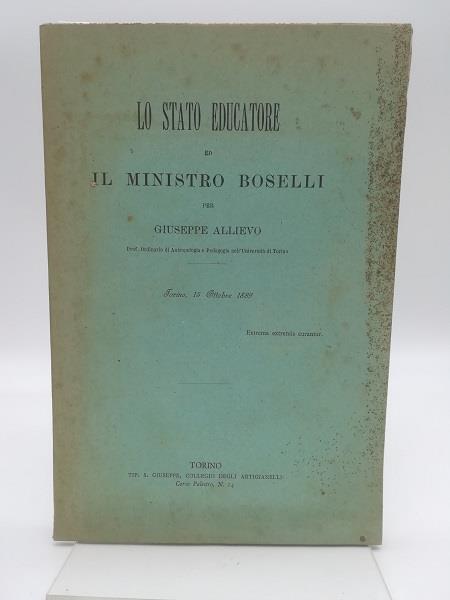 LO STATO EDUCATORE
ED
IL MINISTRO BOSELLI
PER
GIUSEPPE ALLIEVO
Prof. Ordinario di Antropologia e Pedagogia nell'Università di Torino
Torino, 15 Ottobre 1889
Extrema extremis curantur.
TORINO
TIP. S. GIUSEPPE, COLLEGIO DEGLI ARTIGIANELLI
Corso Palestro, N. 14